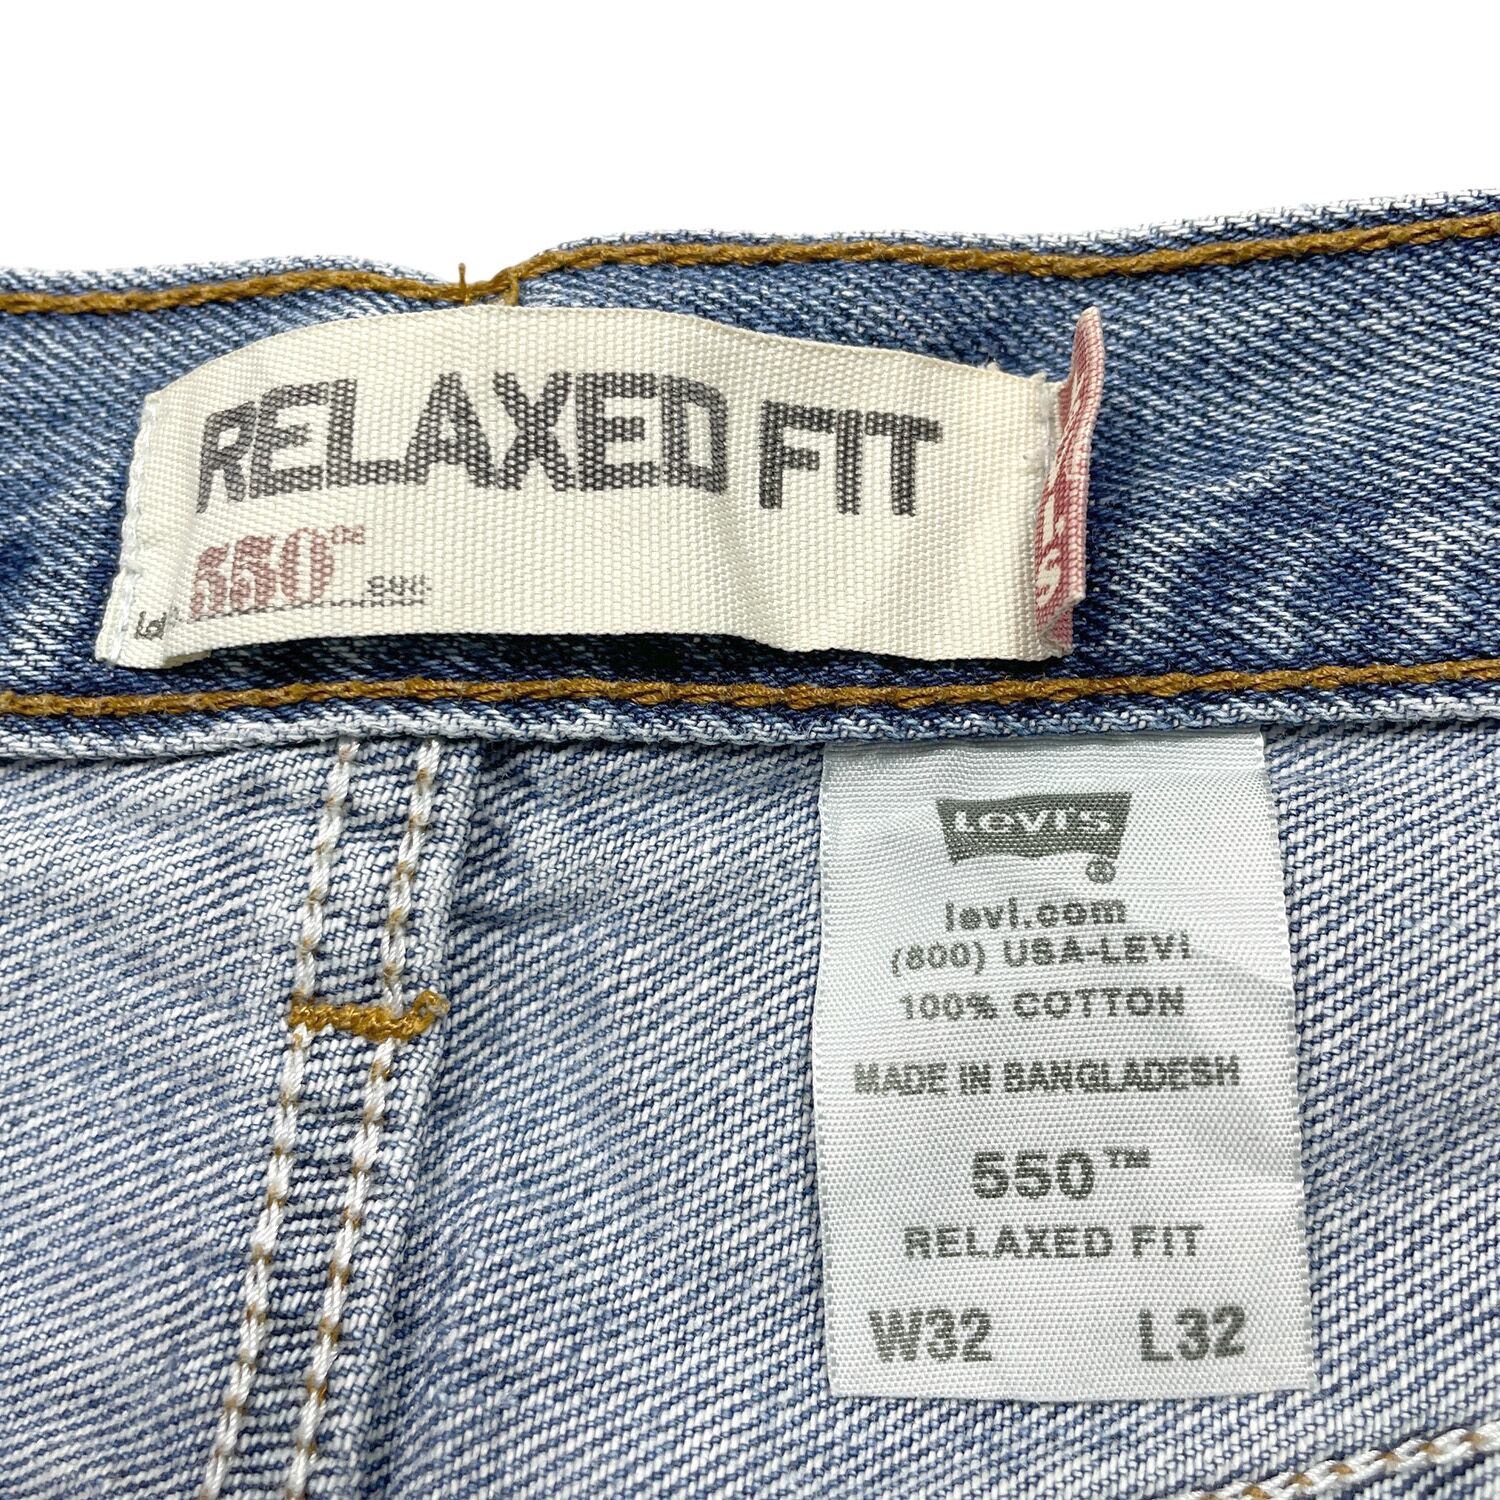 RELAXED FIT
550
Levi's®
levi.com
(800) USA-LEVI
100% COTTON
MADE IN BANGLADESH
550™
RELAXED FIT
W32 L32